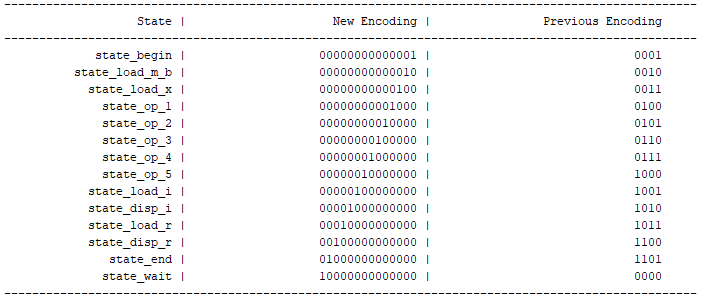 ---------------------------------------------------------------------------------------------------
State | New Encoding | Previous Encoding
---------------------------------------------------------------------------------------------------
state_begin | 00000000000001 | 0001
state_load_m_b | 00000000000010 | 0010
state_load_x | 00000000000100 | 0011
state_op_1 | 00000000001000 | 0100
state_op_2 | 00000000010000 | 0101
state_op_3 | 00000000100000 | 0110
state_op_4 | 00000001000000 | 0111
state_op_5 | 00000010000000 | 1000
state_load_i | 00000100000000 | 1001
state_disp_i | 00001000000000 | 1010
state_load_r | 00010000000000 | 1011
state_disp_r | 00100000000000 | 1100
state_end | 01000000000000 | 1101
state_wait | 10000000000000 | 0000
---------------------------------------------------------------------------------------------------